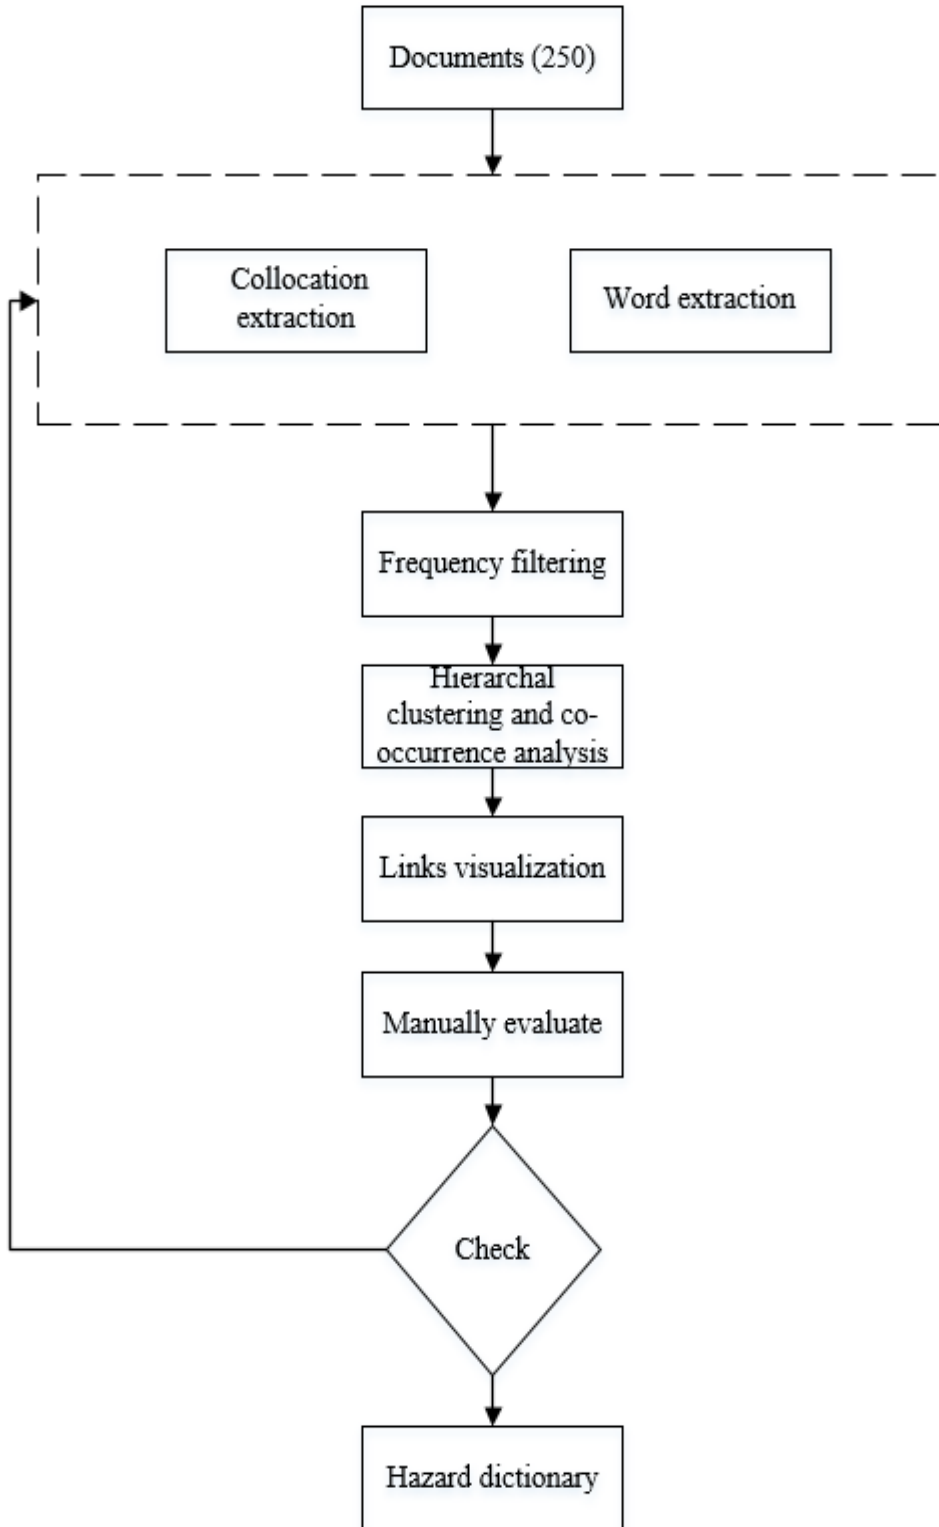 Documents (250)
Collocation
extraction
Word extraction
Frequency filtering
Hierarchal
clustering and co-
occurrence analysis
Links visualization
Manually evaluate
Check
Hazard dictionary